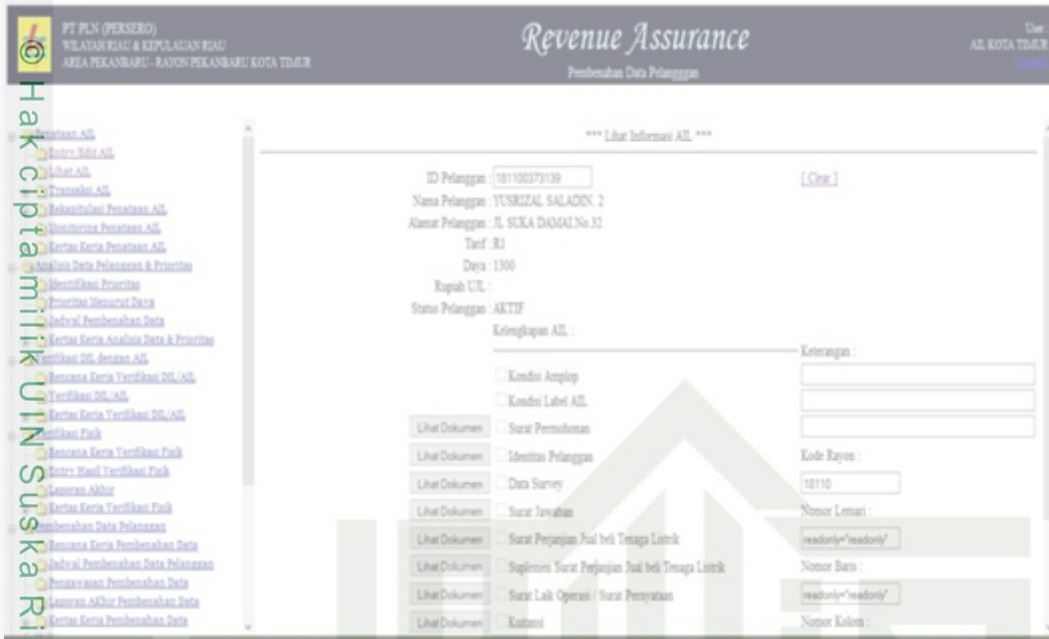 PT PLN (PERSERO)
WILAYAH RIAU & KEPULAUAN RIAU
AREA PEKANBARU - RAYON PEKANBARU KOTA TIMUR
Revenue Assurance
Pembenahan Data Pelangggan
User
AIL KOTA TIMUR
© Hak cipta milik UIN Suska Ri
Penataan AIL
Entry/Edit AIL
Lihat AIL
Transaksi AIL
Rekapitulasi Penataan AIL
Monitoring Penataan AIL
Kertas Kerja Penataan AIL
Analisis Data Pelanggan & Prioritas
Identifikasi Prioritas
Prioritas Menurut Daya
Jadwal Pembenahan Data
Kertas Kerja Analisis Data & Prioritas
Verifikasi DIL dengan AIL
Rencana Kerja Verifikasi DIL/AIL
Verifikasi DIL/AIL
Kertas Kerja Verifikasi DIL/AIL
Verifikasi Fisik
Rencana Kerja Verifikasi Fisik
Entry Hasil Verifikasi Fisik
Laporan Akhir
Kertas Kerja Verifikasi Fisik
Pembenahan Data Pelanggan
Rencana Kerja Pembenahan Data
Jadwal Pembenahan Data Pelanggan
Pengawasan Pembenahan Data
Laporan AKhir Pembenahan Data
Kertas Kerja Pembenahan Data
*** Lihat Informasi AIL ***
ID Pelanggan : 181100373139 [ Clear ]
Nama Pelanggan : YUSRIZAL SALADIN. 2
Alamat Pelanggan : JL SUKA DAMAI.No.32
Tarif : R1
Daya : 1300
Rupiah UJL :
Status Pelanggan : AKTIF
Kelengkapan AIL :
Keterangan :
Kondisi Amplop
Kondisi Label AIL
Lihat Dokumen Surat Permohonan
Lihat Dokumen Identitas Pelanggan Kode Rayon :
Lihat Dokumen Data Survey 18110
Lihat Dokumen Surat Jawaban Nomor Lemari :
Lihat Dokumen Surat Perjanjian Jual beli Tenaga Listrik readonly="readonly"
Lihat Dokumen Suplemen Surat Perjanjian Jual beli Tenaga Listrik Nomor Baris :
Lihat Dokumen Surat Laik Operasi / Surat Pernyataan readonly="readonly"
Lihat Dokumen Kuitansi Nomor Kolom :